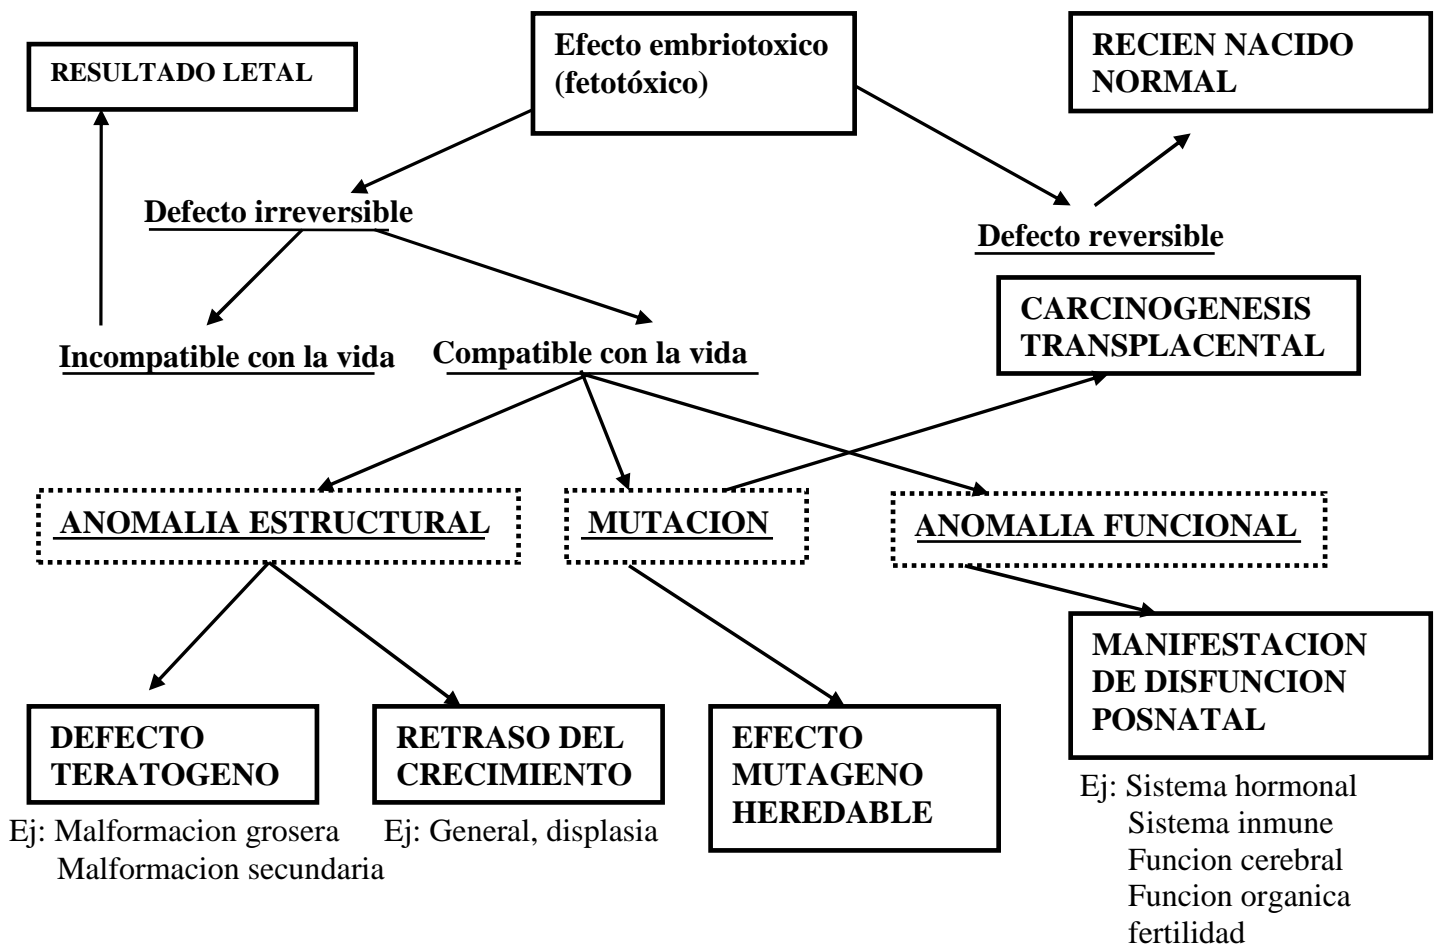 Efecto embriotoxico
(fetotóxico)
RECIEN NACIDO
NORMAL
RESULTADO LETAL
Defecto irreversible
Defecto reversible
CARCINOGENESIS
TRANSPLACENTAL
Incompatible con la vida
Compatible con la vida
ANOMALIA ESTRUCTURAL
MUTACION
ANOMALIA FUNCIONAL
MANIFESTACION
DE DISFUNCION
POSNATAL
DEFECTO
TERATOGENO
RETRASO DEL
CRECIMIENTO
EFECTO
MUTAGENO
HEREDABLE
Ej: Malformacion grosera
Malformacion secundaria
Ej: General, displasia
Ej: Sistema hormonal
Sistema inmune
Funcion cerebral
Funcion organica
fertilidad